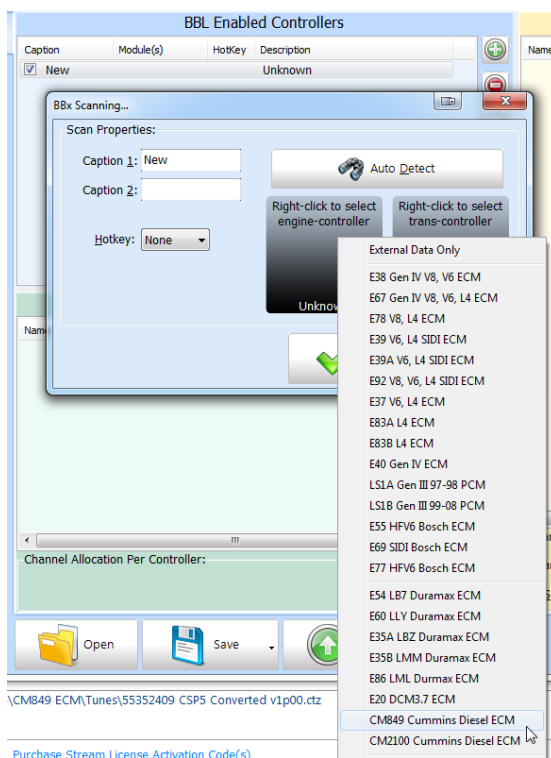 BBL Enabled Controllers
Caption Module(s) HotKey Description
Name
New Unknown
BBx Scanning...
Scan Properties:
Caption 1: New
Caption 2:
Hotkey: None
Auto Detect
Right-click to select
engine-controller
Right-click to select
trans-controller
External Data Only
E38 Gen IV V8, V6 ECM
E67 Gen IV V8, V6, L4 ECM
E78 V8, L4 ECM
E39 V6, L4 SIDI ECM
E39A V6, L4 SIDI ECM
E92 V8, V6, L4 SIDI ECM
E37 V6, L4 ECM
E83A L4 ECM
E83B L4 ECM
E40 Gen IV ECM
LS1A Gen III 97-98 PCM
LS1B Gen III 99-08 PCM
E55 HFV6 Bosch ECM
E69 SIDI Bosch ECM
E77 HFV6 Bosch ECM
E54 LB7 Duramax ECM
E60 LLY Duramax ECM
E35A LBZ Duramax ECM
E35B LMM Duramax ECM
E86 LML Durmax ECM
E20 DCM3.7 ECM
CM849 Cummins Diesel ECM
CM2100 Cummins Diesel ECM
Channel Allocation Per Controller:
Open Save
\CM849 ECM\Tunes\55352409 CSP5 Converted v1p00.ctz
Purchase Stream License Activation Code(s)